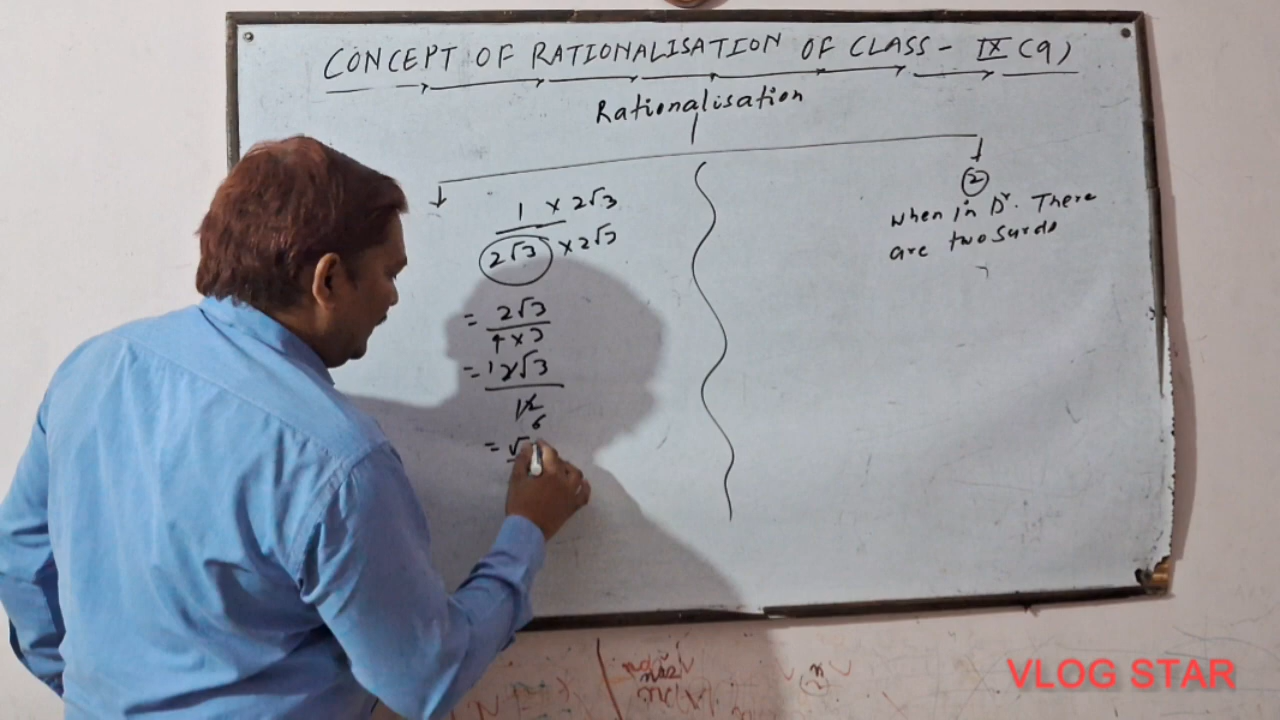 CONCEPT OF RATIONALISATION OF CLASS - IX (9)
Rationalisation
1 × 2√3
2√3 × 2√3
= 2√3
4 × 3
= 1 2√3
12
6
= √
②
When in Dʳ. There
are two surds
VLOG STAR